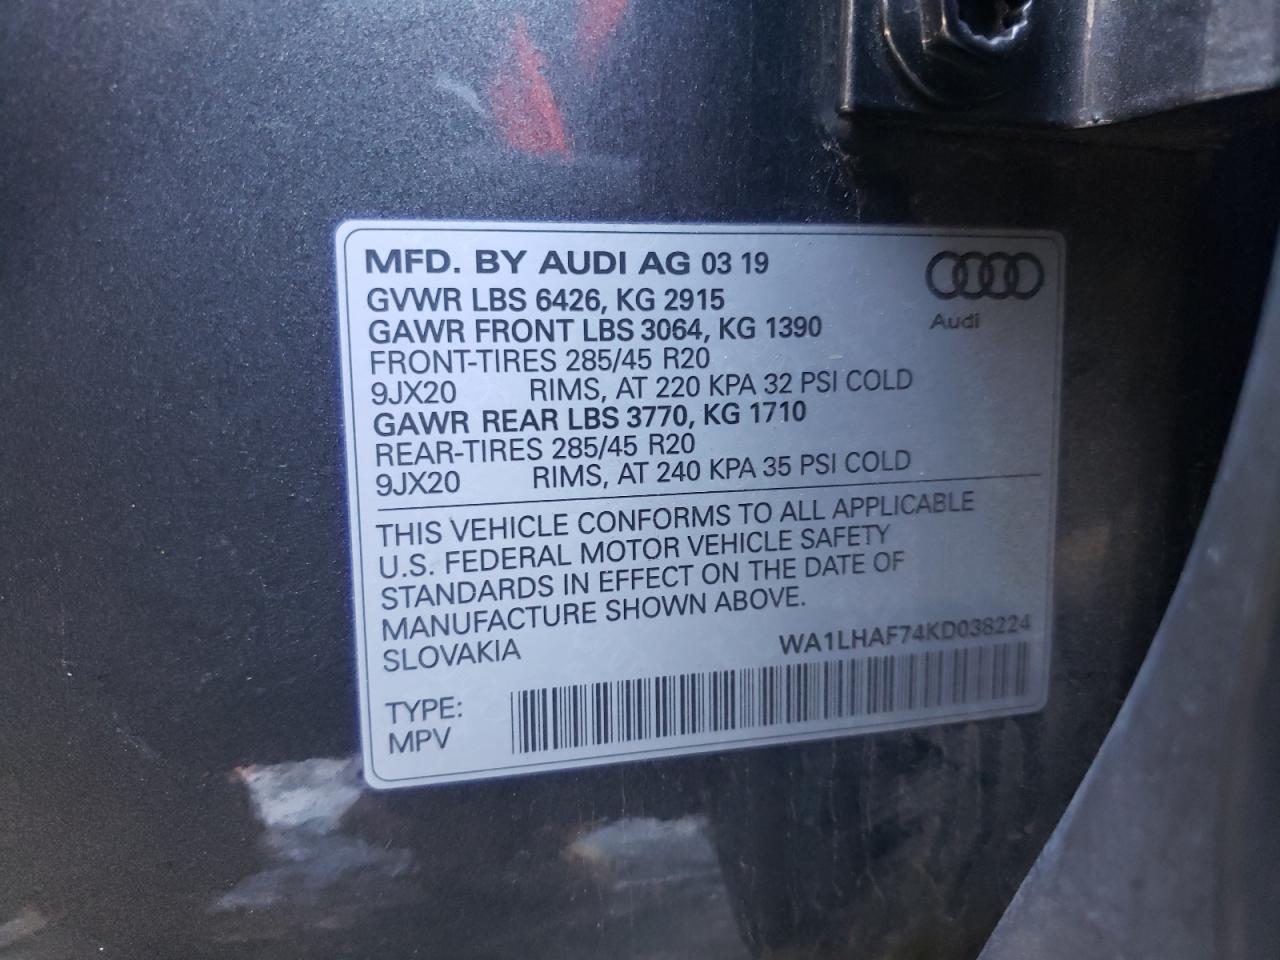 MFD. BY AUDI AG 03 19
GVWR LBS 6426, KG 2915
GAWR FRONT LBS 3064, KG 1390
FRONT-TIRES 285/45 R20
9JX20 RIMS, AT 220 KPA 32 PSI COLD
GAWR REAR LBS 3770, KG 1710
REAR-TIRES 285/45 R20
9JX20 RIMS, AT 240 KPA 35 PSI COLD
Audi
THIS VEHICLE CONFORMS TO ALL APPLICABLE
U.S. FEDERAL MOTOR VEHICLE SAFETY
STANDARDS IN EFFECT ON THE DATE OF
MANUFACTURE SHOWN ABOVE.
SLOVAKIA WA1LHAF74KD038224
TYPE:
MPV